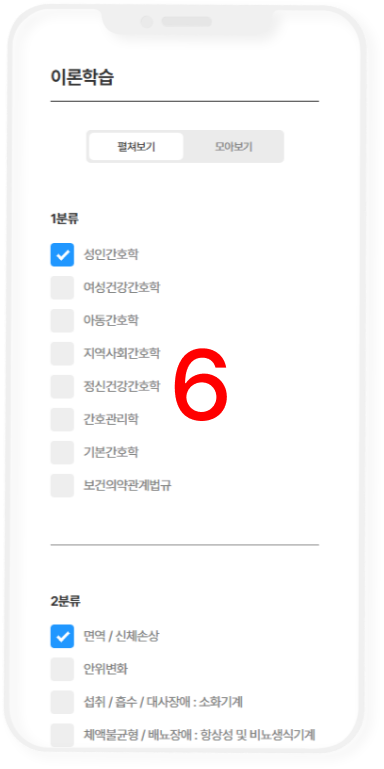 이론학습
펼쳐보기 모아보기
1분류
성인간호학
여성건강간호학
아동간호학
지역사회간호학
정신건강간호학
6
간호관리학
기본간호학
보건의약관계법규
2분류
면역 / 신체손상
안위변화
섭취 / 흡수 / 대사장애 : 소화기계
체액불균형 / 배뇨장애 : 항상성 및 비뇨생식기계